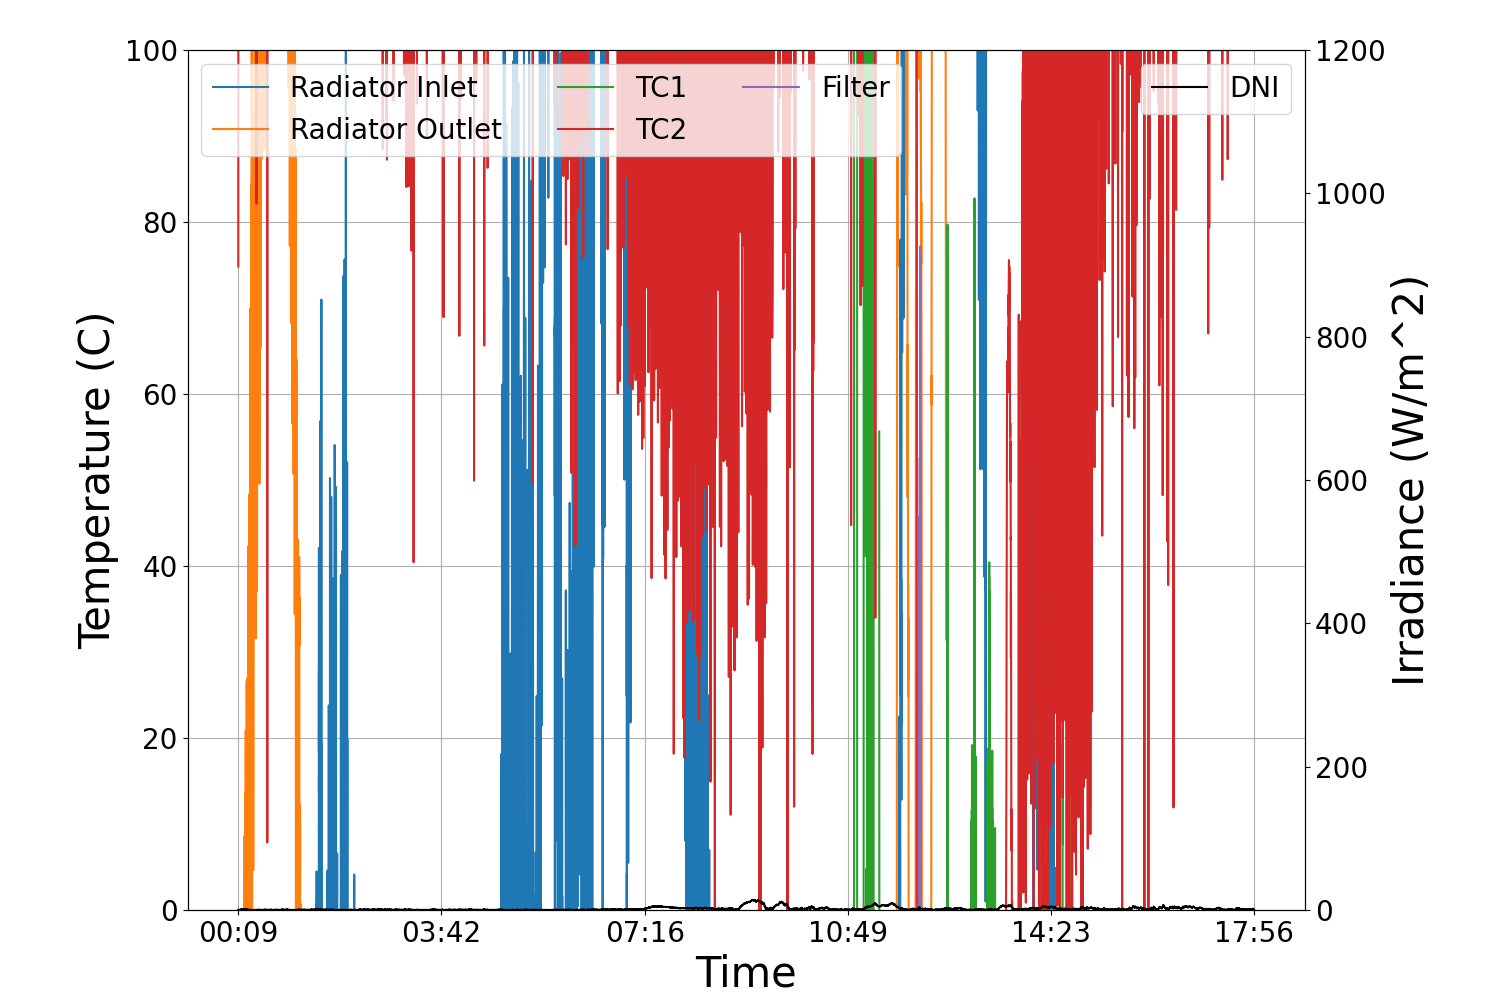 100
80
60
40
20
0
Temperature (C)
Radiator Inlet
Radiator Outlet
TC1
TC2
Filter
DNI
1200
1000
800
600
400
200
0
Irradiance (W/m^2)
00:09
03:42
07:16
10:49
14:23
17:56
Time